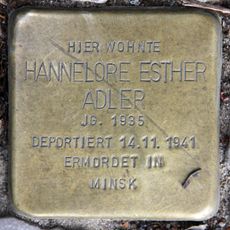 HIER WOHNTE
HANNELORE ESTHER
ADLER
JG. 1935
DEPORTIERT 14.11.1941
ERMORDET IN
MINSK